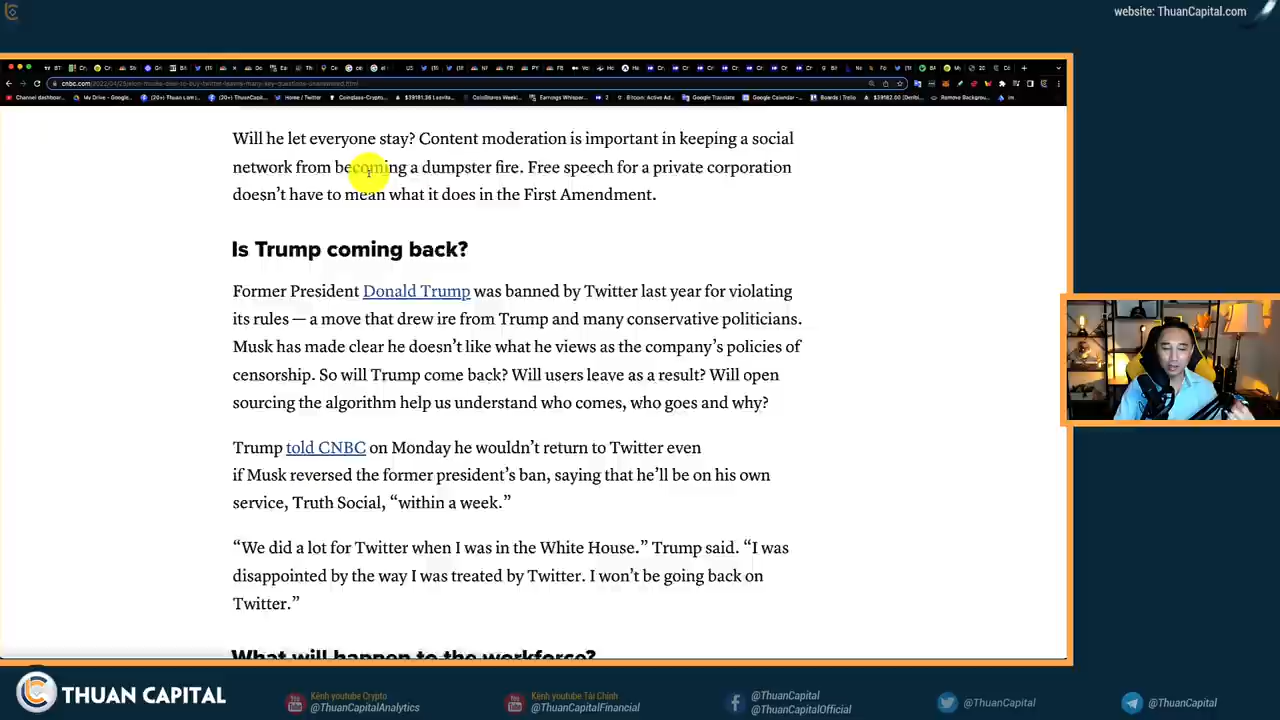 website: ThuanCapital.com
Will he let everyone stay? Content moderation is important in keeping a social
network from becoming a dumpster fire. Free speech for a private corporation
doesn’t have to mean what it does in the First Amendment.
Is Trump coming back?
Former President Donald Trump was banned by Twitter last year for violating
its rules — a move that drew ire from Trump and many conservative politicians.
Musk has made clear he doesn’t like what he views as the company’s policies of
censorship. So will Trump come back? Will users leave as a result? Will open
sourcing the algorithm help us understand who comes, who goes and why?
Trump told CNBC on Monday he wouldn’t return to Twitter even
if Musk reversed the former president’s ban, saying that he’ll be on his own
service, Truth Social, “within a week.”
“We did a lot for Twitter when I was in the White House.” Trump said. “I was
disappointed by the way I was treated by Twitter. I won’t be going back on
Twitter.”
What will happen to the workforce?
THUAN CAPITAL
Kênh youtube Crypto
@ThuanCapitalAnalytics
Kênh youtube Tài Chính
@ThuanCapitalFinancial
@ThuanCapital
@ThuanCapitalOfficial
@ThuanCapital
@ThuanCapital